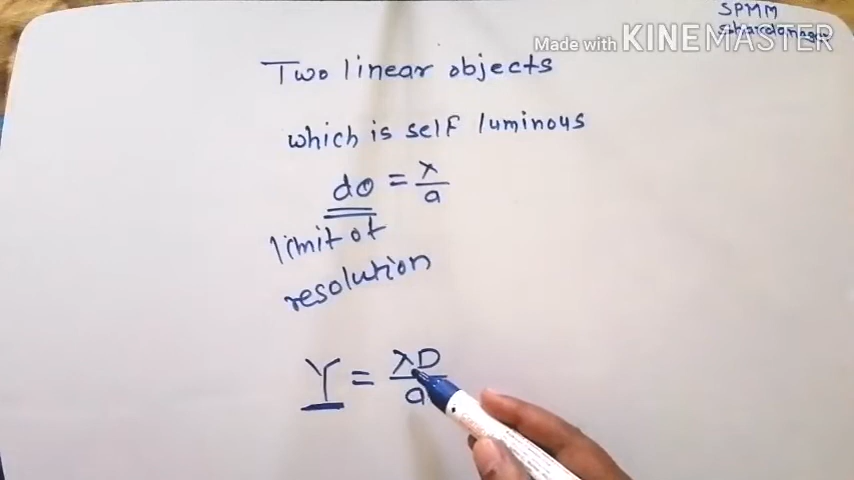 SPMM
Made with KINEMASTER
Two linear objects
which is self luminous
dθ = λ/a
limit of
resolution
Y = λD/a